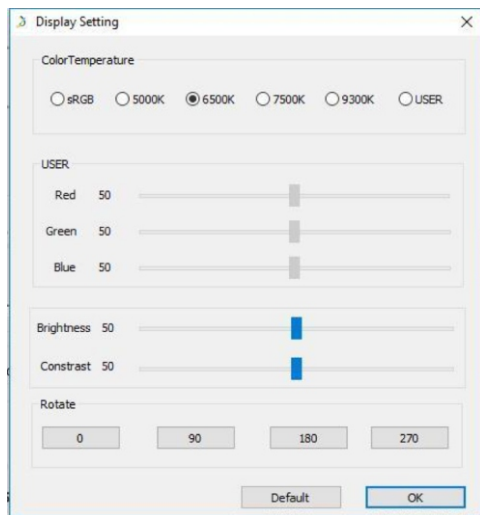 Display Setting
ColorTemperature
sRGB 5000K 6500K 7500K 9300K USER
USER
Red 50
Green 50
Blue 50
Brightness 50
Constrast 50
Rotate
0 90 180 270
Default OK